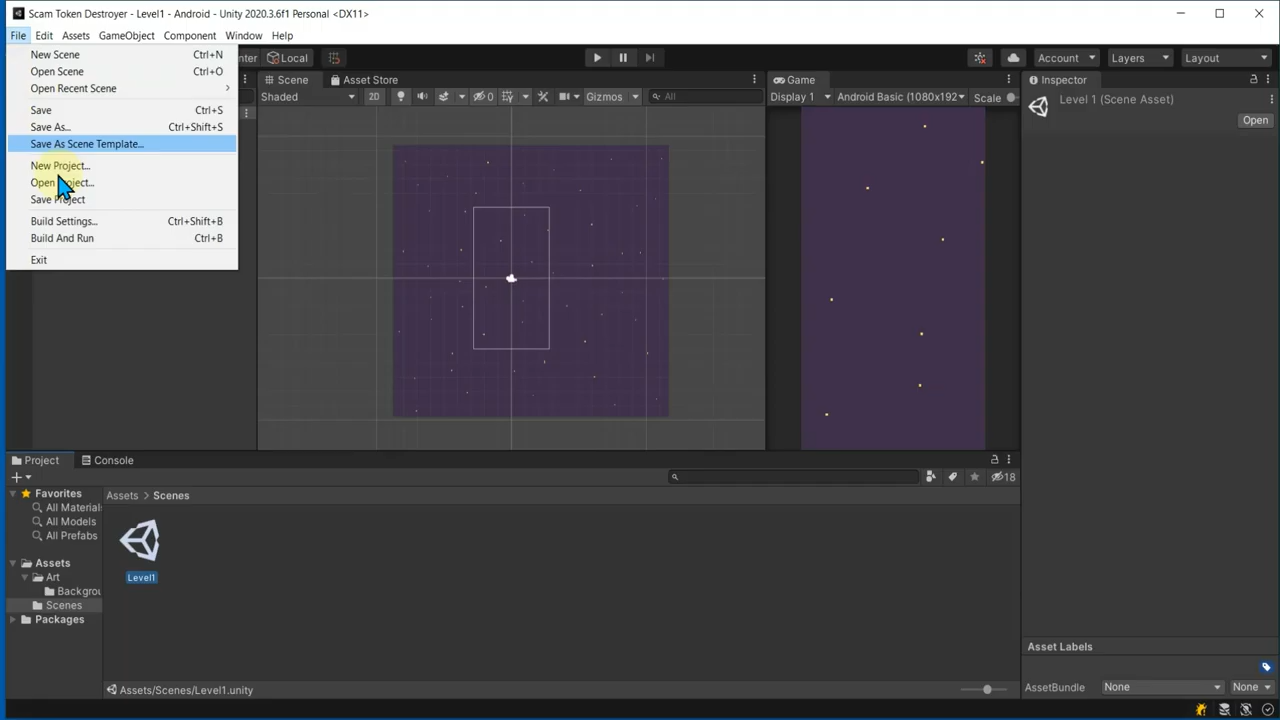 Scam Token Destroyer - Level1 - Android - Unity 2020.3.6f1 Personal <DX11>
File Edit Assets GameObject Component Window Help
New Scene Ctrl+N
Open Scene Ctrl+O
Open Recent Scene >
Save Ctrl+S
Save As... Ctrl+Shift+S
Save As Scene Template...
New Project...
Open Project...
Save Project
Build Settings... Ctrl+Shift+B
Build And Run Ctrl+B
Exit
Local Account Layers Layout
Scene Asset Store
Shaded 2D 0 Gizmos All
Game
Display 1 Android Basic (1080x192 Scale
Inspector
Level 1 (Scene Asset)
Open
Project Console
18
Favorites
All Materials
All Models
All Prefabs
Assets
Art
Backgrou
Scenes
Packages
Assets > Scenes
Level1
Assets/Scenes/Level1.unity
Asset Labels
AssetBundle None None